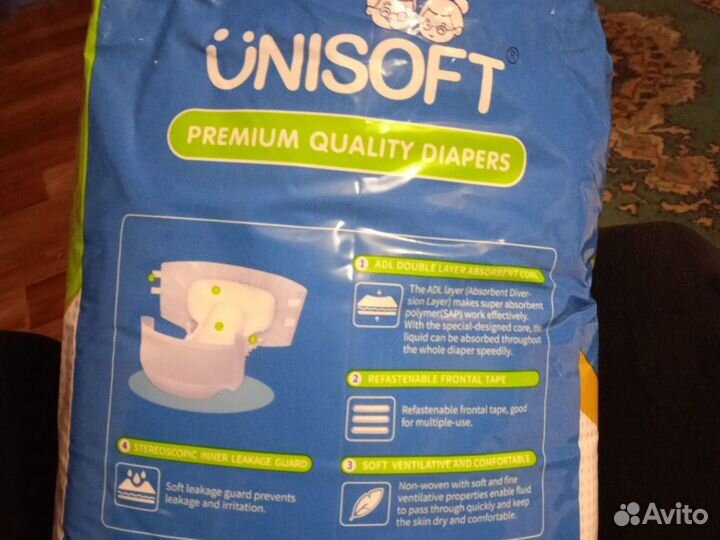 ÜNISOFT®
PREMIUM QUALITY DIAPERS
1 ADL DOUBLE LAYER ABSORBENT
The ADL layer (Absorbent Diver-
sion Layer) makes super absorbent
polymer(SAP) work effectively.
With the special-designed core, the
liquid can be absorbed throughout
the whole diaper speedily.
2 REFASTENABLE FRONTAL TAPE
Refastenable frontal tape, good
for multiple-use.
3 SOFT VENTILATIVE AND COMFORTABLE
Non-woven with soft and fine
ventilative properties enable fluid
to pass through quickly and keep
the skin dry and comfortable.
4 STEREOSCOPIC INNER LEAKAGE GUARD
Soft leakage guard prevents
leakage and irritation.
Avito